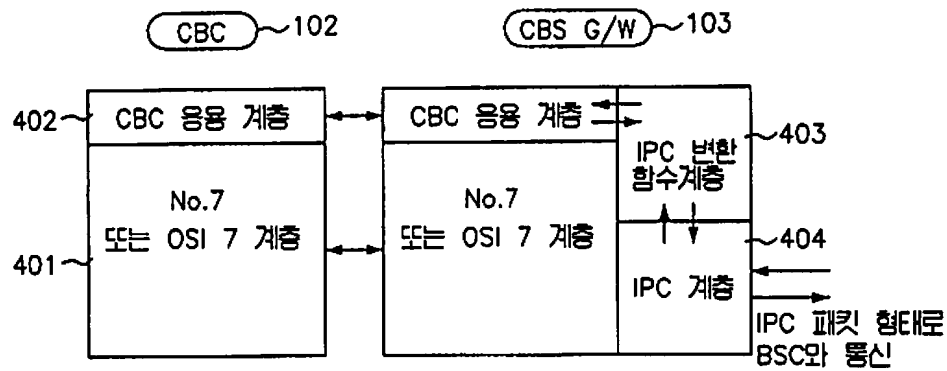 CBC
102
CBS G/W
103
402
CBC 응용 계층
CBC 응용 계층
403
IPC 변환
함수계층
No.7
또는 OSI 7 계층
No.7
또는 OSI 7 계층
401
404
IPC 계층
IPC 패킷 형태로
BSC와 통신